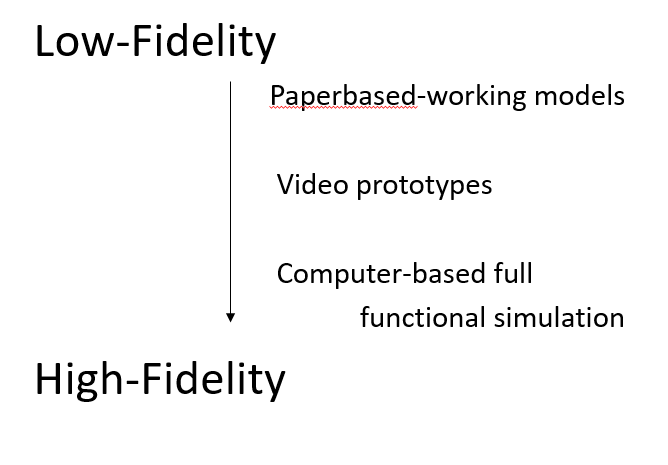 Low-Fidelity
Paperbased-working models
Video prototypes
Computer-based full
functional simulation
High-Fidelity